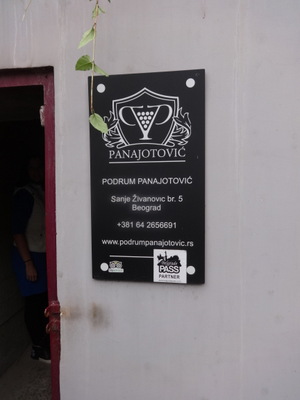 PANAJOTOVIĆ
PODRUM PANAJOTOVIĆ
Sanje Živanovic br. 5
Beograd
+381 64 2656691
www.podrumpanajotovic.rs
PASS
PARTNER